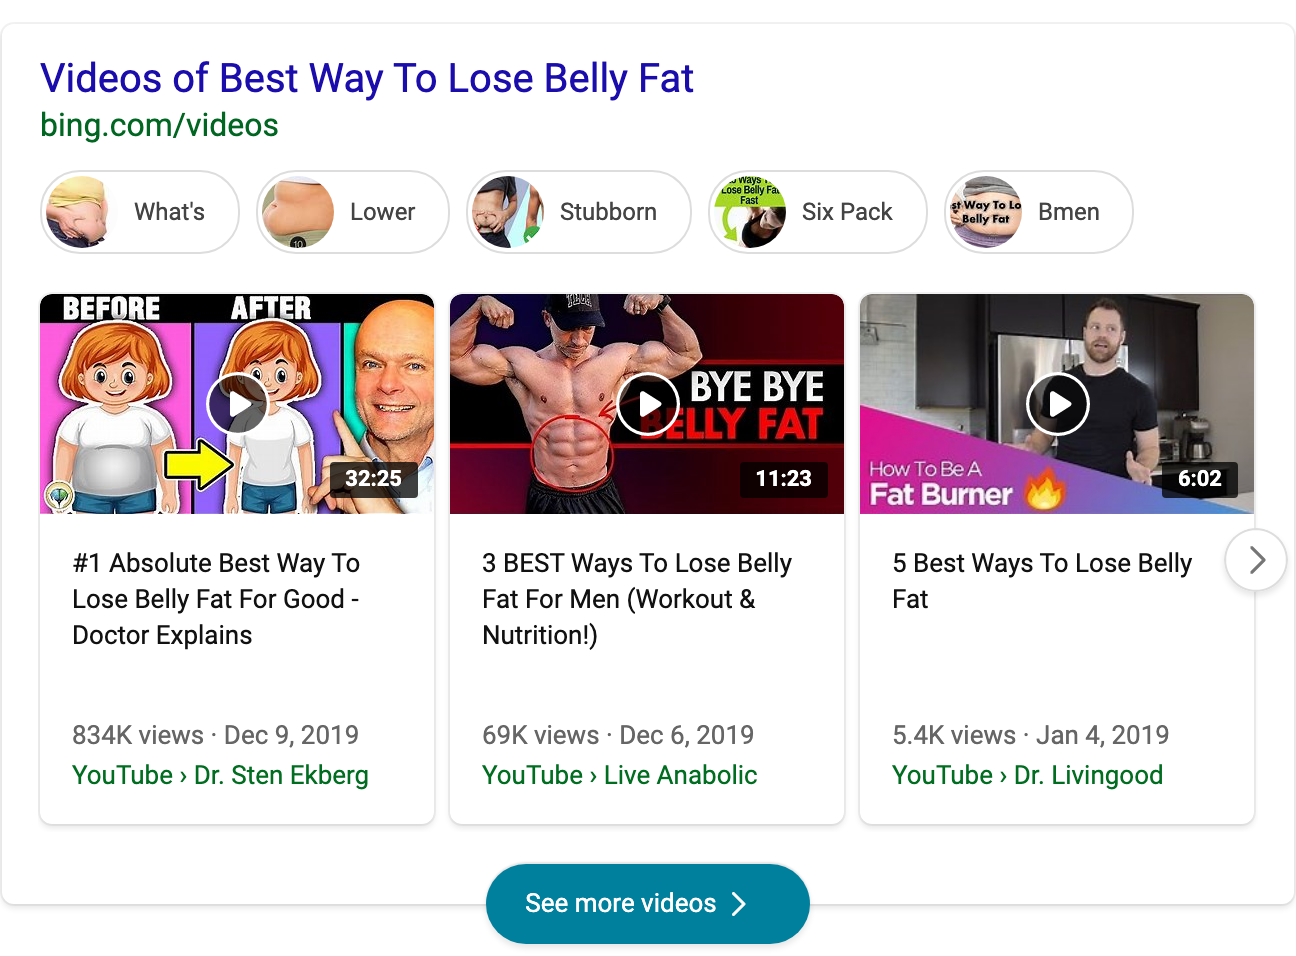 Videos of Best Way To Lose Belly Fat
bing.com/videos
What's
Lower
10
Stubborn
Ways
Lose Belly Fa
Fast
Six Pack
st Way To Lo
Belly Fat
Bmen
BEFORE AFTER
32:25
#1 Absolute Best Way To
Lose Belly Fat For Good -
Doctor Explains
834K views · Dec 9, 2019
YouTube › Dr. Sten Ekberg
BYE BYE
BELLY FAT
11:23
3 BEST Ways To Lose Belly
Fat For Men (Workout &
Nutrition!)
69K views · Dec 6, 2019
YouTube › Live Anabolic
How To Be A
Fat Burner
6:02
5 Best Ways To Lose Belly
Fat
5.4K views · Jan 4, 2019
YouTube › Dr. Livingood
See more videos